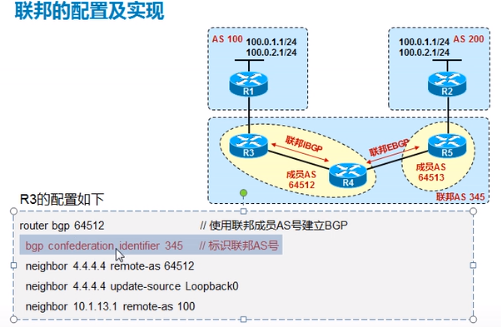 联邦的配置及实现
AS 100
100.0.1.1/24
100.0.2.1/24
R1
100.0.1.1/24
AS 200
100.0.2.1/24
R2
R3
联邦IBGP
成员AS
64512
R4
联邦EBGP
R5
成员AS
64513
联邦AS 345
R3的配置如下
router bgp 64512 // 使用联邦成员AS号建立BGP
bgp confederation identifier 345 // 标识联邦AS号
neighbor 4.4.4.4 remote-as 64512
neighbor 4.4.4.4 update-source Loopback0
neighbor 10.1.13.1 remote-as 100